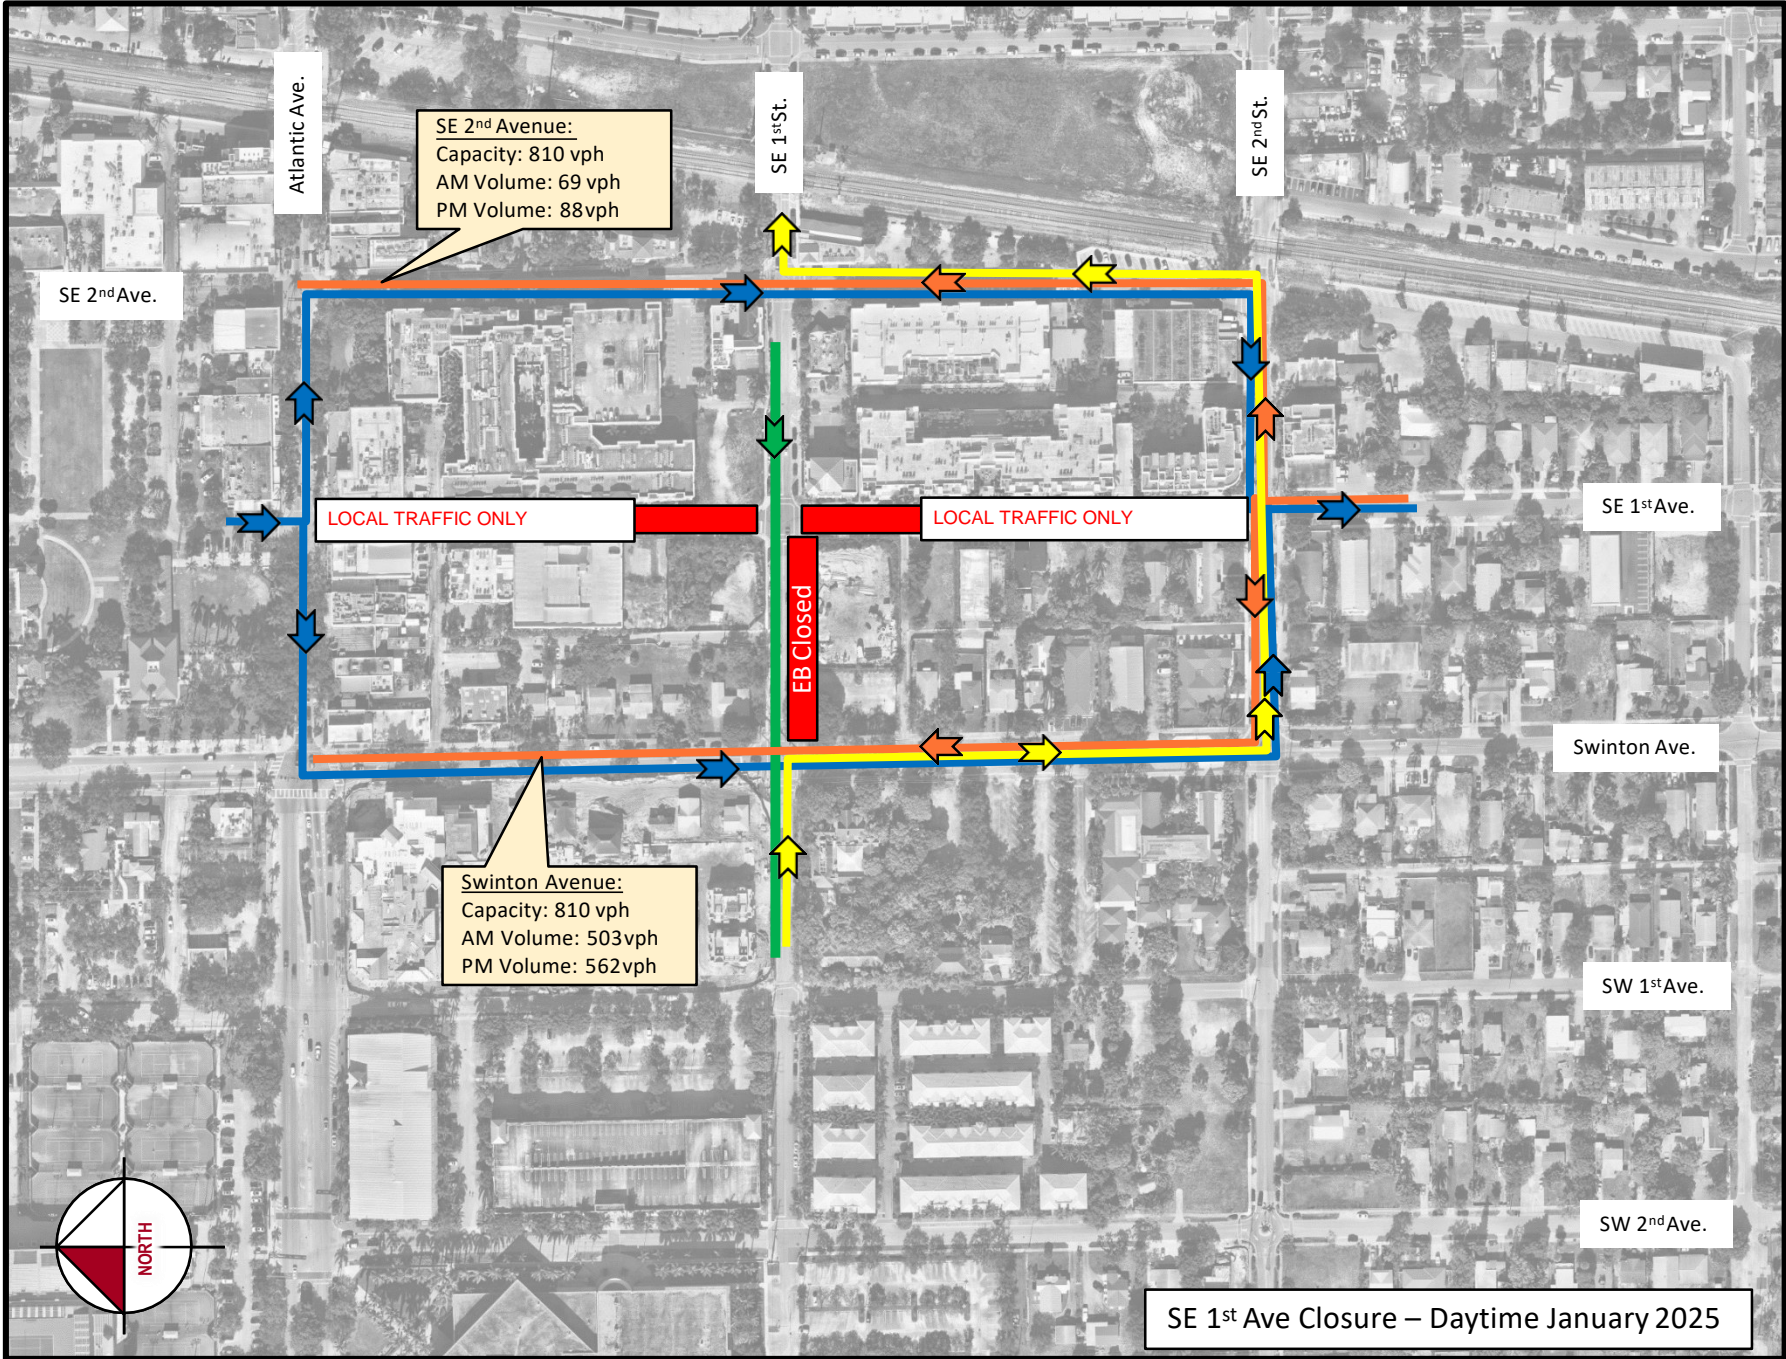 Atlantic Ave.
SE 1st St.
SE 2nd St.
SE 2nd Avenue:
Capacity: 810 vph
AM Volume: 69 vph
PM Volume: 88vph
SE 2nd Ave.
LOCAL TRAFFIC ONLY
LOCAL TRAFFIC ONLY
SE 1st Ave.
EB Closed
Swinton Ave.
Swinton Avenue:
Capacity: 810 vph
AM Volume: 503vph
PM Volume: 562vph
SW 1st Ave.
SW 2nd Ave.
NORTH
SE 1st Ave Closure – Daytime January 2025